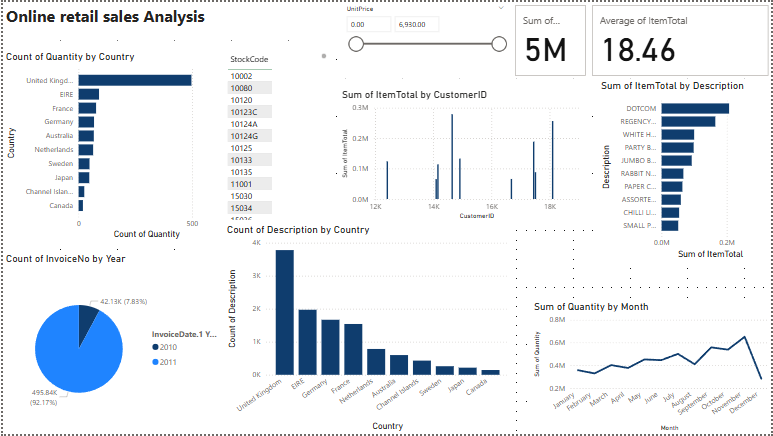 Online retail sales Analysis
UnitPrice
0.00 6,930.00
Sum of...
5M
Average of ItemTotal
18.46
Count of Quantity by Country
Country
United Kingd...
EIRE
France
Germany
Australia
Netherlands
Sweden
Japan
Channel Islan...
Canada
0 500
Count of Quantity
StockCode
10002
10080
10120
10123C
10124A
10124G
10125
10133
10135
11001
15030
15034
15036
Sum of ItemTotal by CustomerID
Sum of ItemTotal
0.3M
0.2M
0.1M
0.0M
12K 14K 16K 18K
CustomerID
Sum of ItemTotal by Description
Description
DOTCOM
REGENCY...
WHITE H...
PARTY B...
JUMBO B...
RABBIT N...
PAPER C...
ASSORTE...
CHILLI LI...
SMALL P...
0.0M 0.2M
Sum of ItemTotal
Count of InvoiceNo by Year
42.13K (7.83%)
495.84K
(92.17%)
InvoiceDate.1 Y...
2010
2011
Count of Description by Country
Count of Description
4K
3K
2K
1K
0K
United Kingdom
EIRE
Germany
France
Netherlands
Australia
Channel Islands
Sweden
Japan
Canada
Country
Sum of Quantity by Month
Sum of Quantity
0.8M
0.6M
0.4M
0.2M
January
February
March
April
May
June
July
August
September
October
November
December
Month